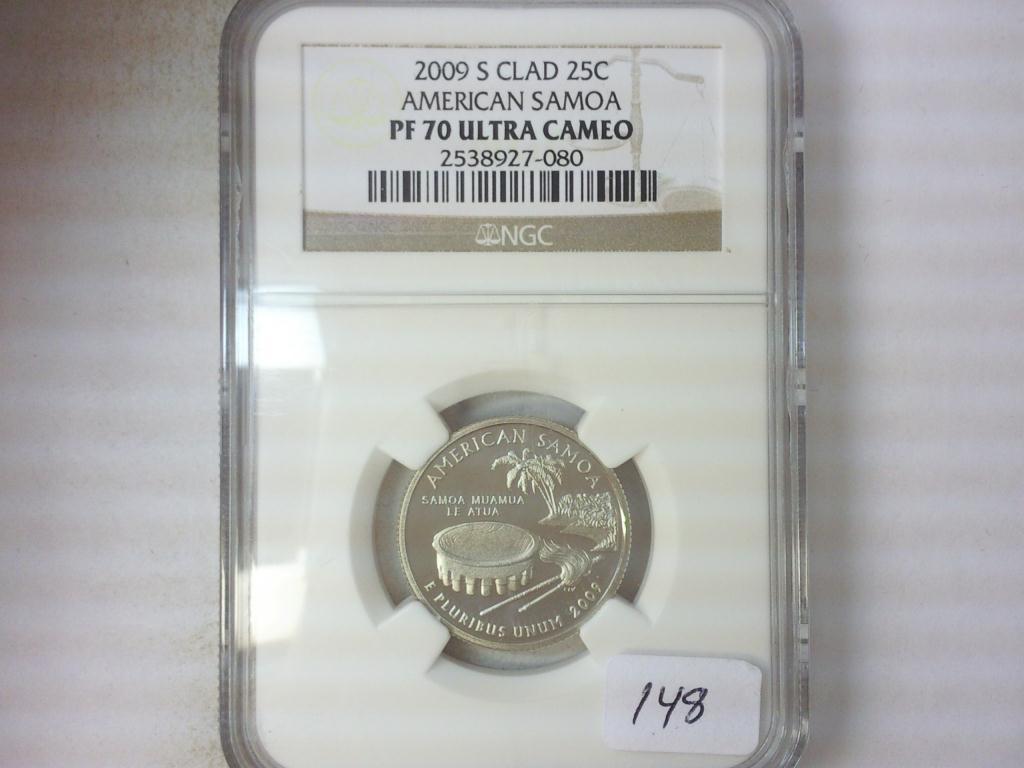 2009 S CLAD 25C
AMERICAN SAMOA
PF 70 ULTRA CAMEO
2538927-080
NGC
AMERICAN SAMOA
SAMOA MUAMUA
LE ATUA
E PLURIBUS UNUM 2009
148